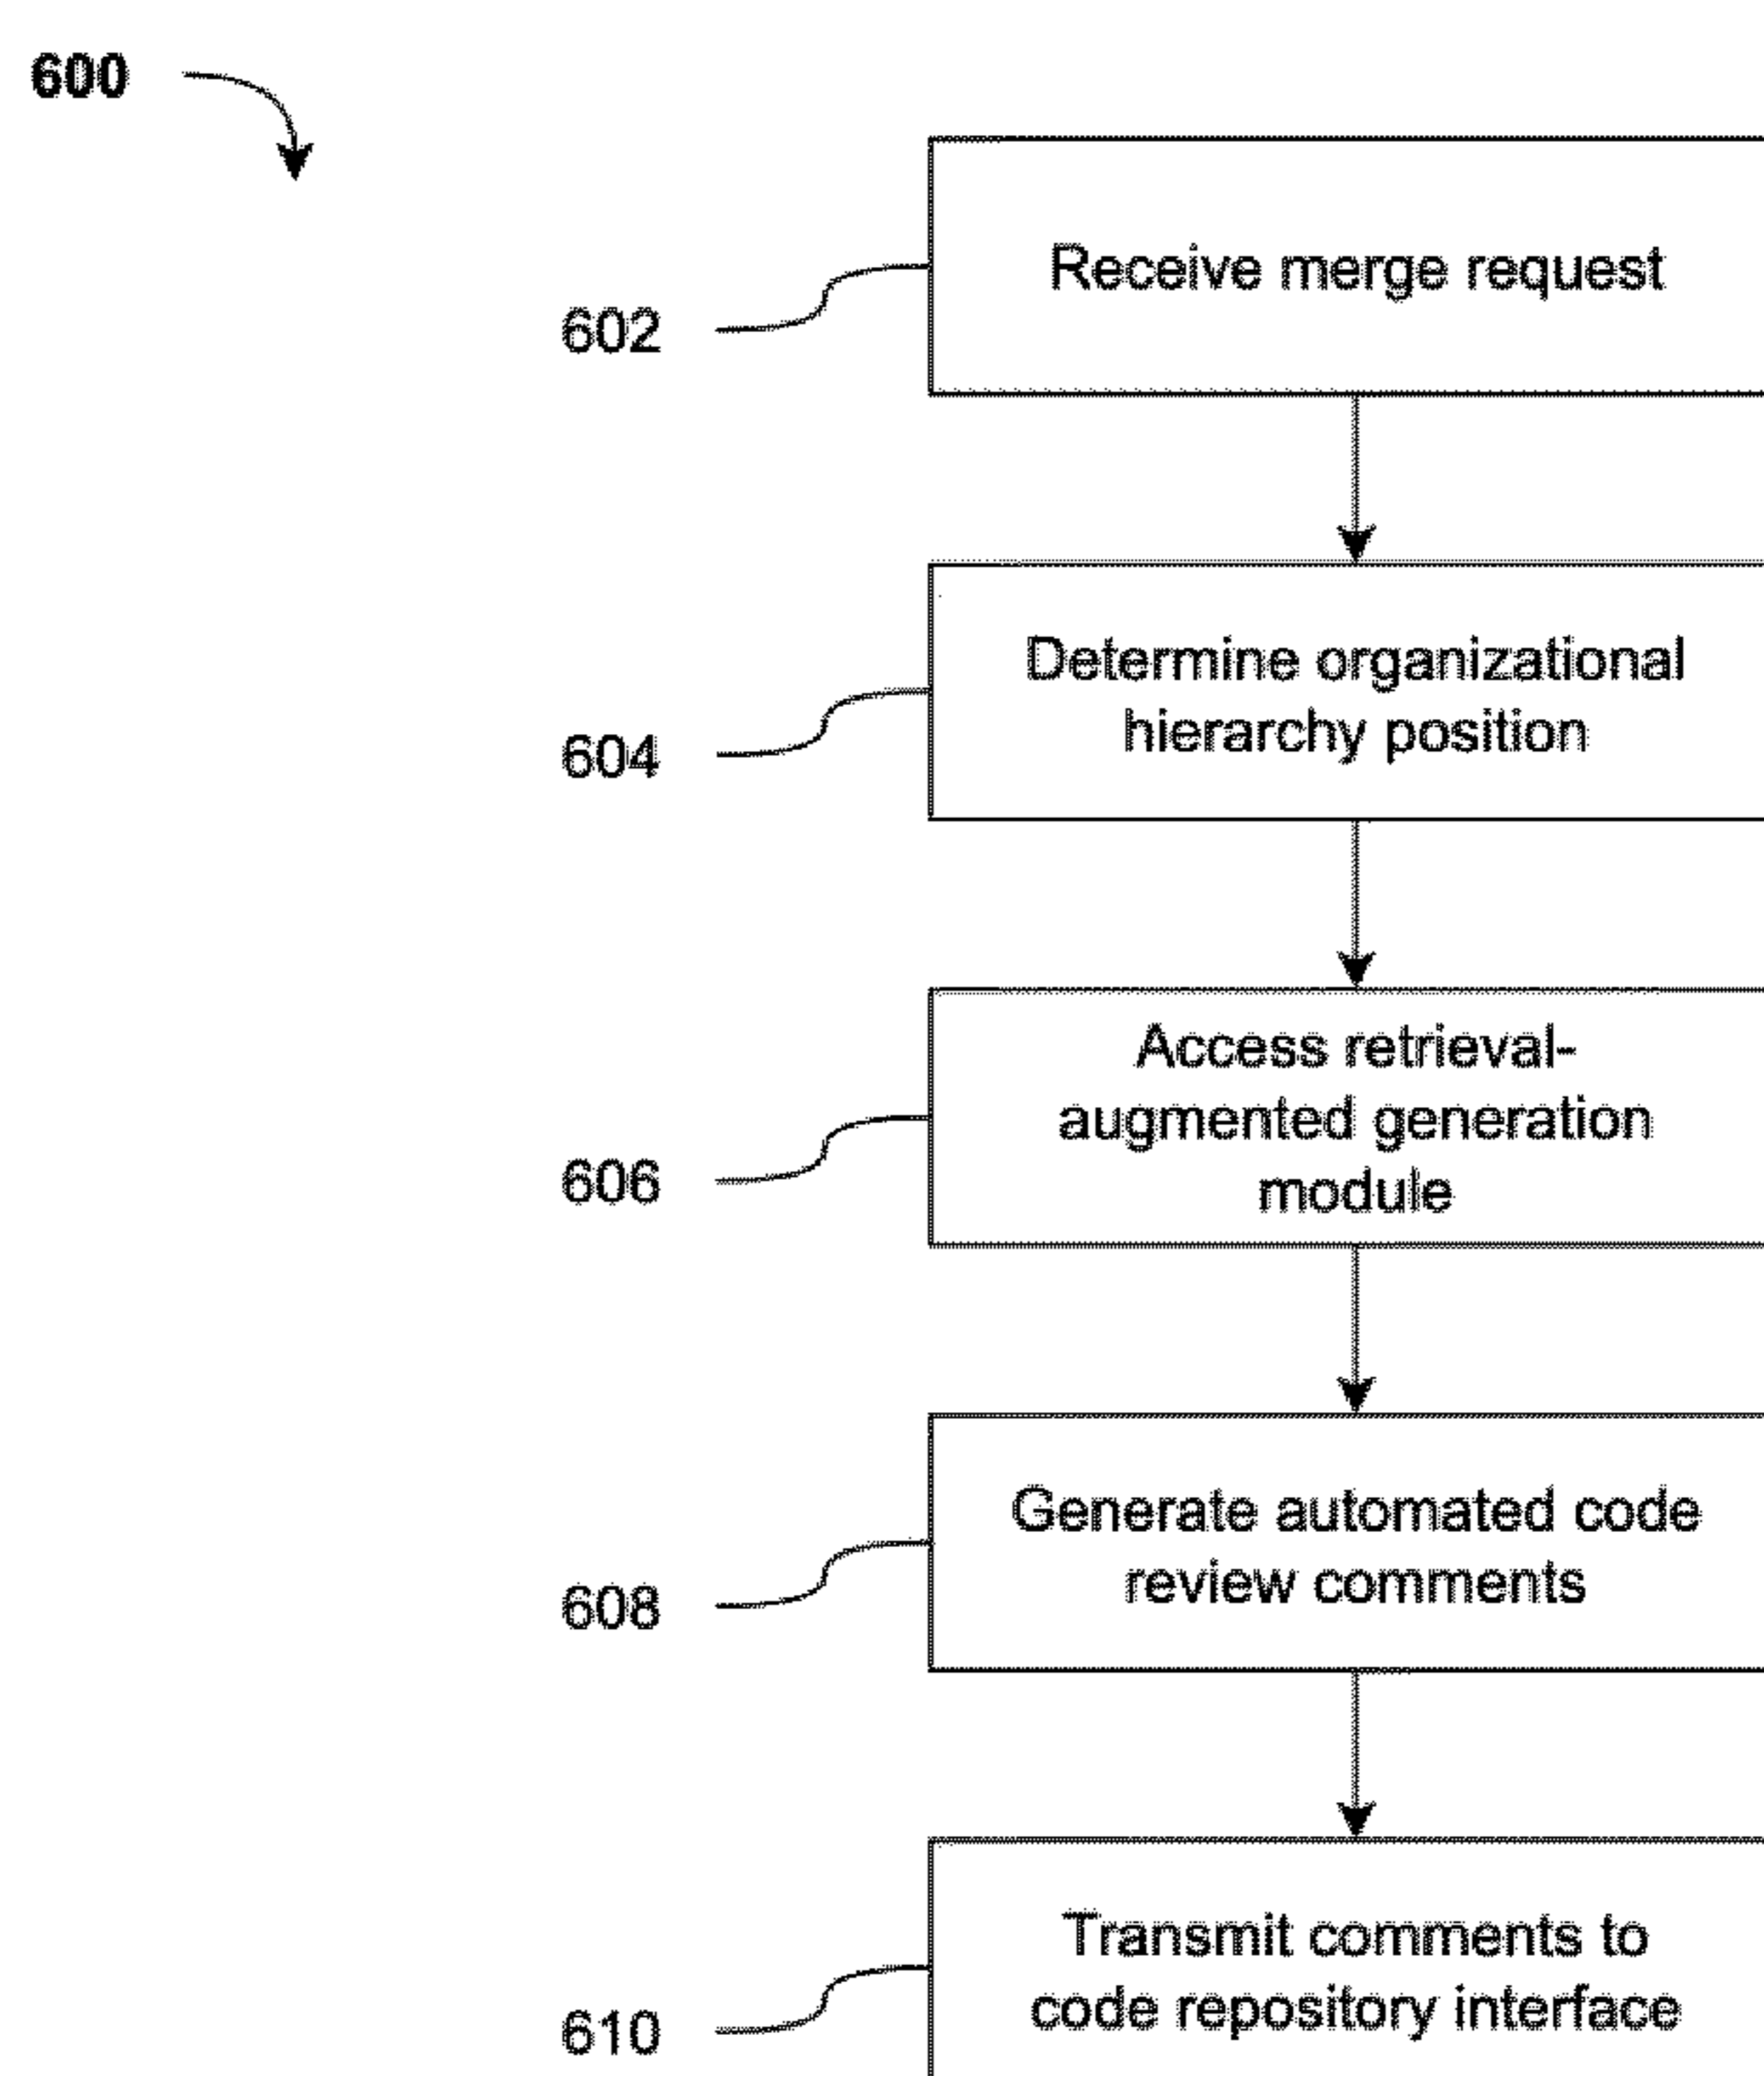 600
Receive merge request
602
Determine organizational
hierarchy position
604
Access retrieval-
augmented generation
module
606
Generate automated code
review comments
608
Transmit comments to
code repository interface
610